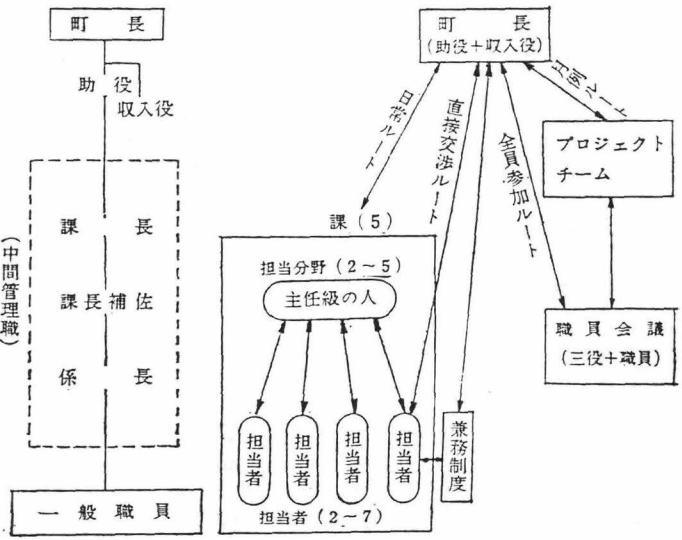 町長
助役
収入役
(中間管理職)
課長
課長補佐
係長
一般職員
町長
(助役+収入役)
日常ルート
直接交渉ルート
全員参加ルート
プロジェクト
チーム
課(5)
担当分野(2~5)
主任級の人
担当者
担当者
担当者
担当者
担当者(2~7)
兼務制度
職員会議
(三役+職員)